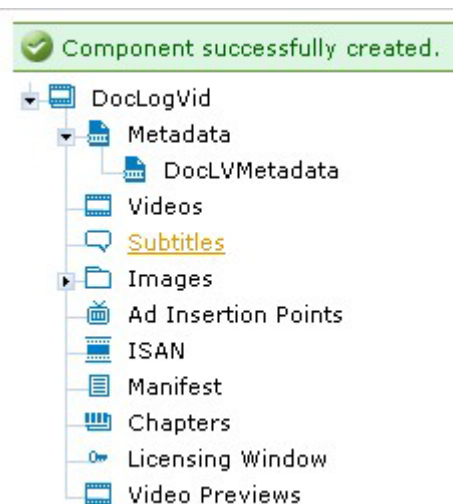 Component successfully created.
DocLogVid
Metadata
DocLVMetadata
Videos
Subtitles
Images
Ad Insertion Points
ISAN
Manifest
Chapters
Licensing Window
Video Previews